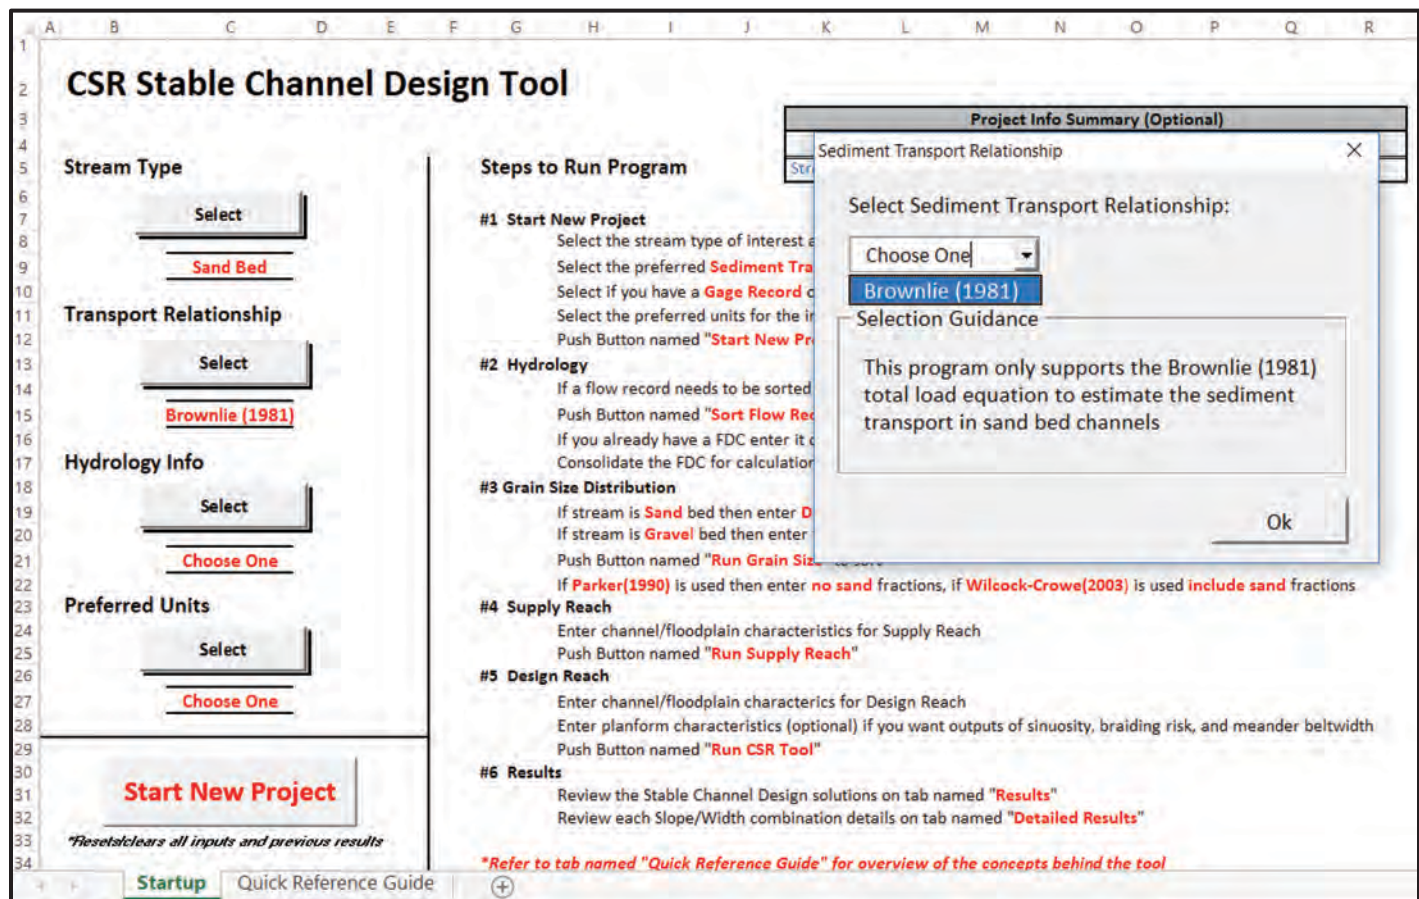 A B C D E F G H I J K L M N O P Q R
1
2
3
4
5
6
7
8
9
10
11
12
13
14
15
16
17
18
19
20
21
22
23
24
25
26
27
28
29
30
31
32
33
34
CSR Stable Channel Design Tool
Stream Type
Select
Sand Bed
Transport Relationship
Select
Brownlie (1981)
Hydrology Info
Select
Choose One
Preferred Units
Select
Choose One
Start New Project
*Resets/clears all inputs and previous results
Steps to Run Program
#1 Start New Project
Select the stream type of interest
Select the preferred Sediment Tra
Select if you have a Gage Record
Select the preferred units for the
Push Button named "Start New Pr
#2 Hydrology
If a flow record needs to be sorted
Push Button named "Sort Flow Rec
If you already have a FDC enter it
Consolidate the FDC for calculation
#3 Grain Size Distribution
If stream is Sand bed then enter D
If stream is Gravel bed then enter
Push Button named "Run Grain Size" to sort
If Parker(1990) is used then enter no sand fractions, if Wilcock-Crowe(2003) is used include sand fractions
#4 Supply Reach
Enter channel/floodplain characteristics for Supply Reach
Push Button named "Run Supply Reach"
#5 Design Reach
Enter channel/floodplain characterics for Design Reach
Enter planform characteristics (optional) if you want outputs of sinuosity, braiding risk, and meander beltwidth
Push Button named "Run CSR Tool"
#6 Results
Review the Stable Channel Design solutions on tab named "Results"
Review each Slope/Width combination details on tab named "Detailed Results"
*Refer to tab named "Quick Reference Guide" for overview of the concepts behind the tool
Project Info Summary (Optional)
Str
Sediment Transport Relationship
Select Sediment Transport Relationship:
Choose One
Brownlie (1981)
Selection Guidance
This program only supports the Brownlie (1981)
total load equation to estimate the sediment
transport in sand bed channels
Ok
Startup Quick Reference Guide